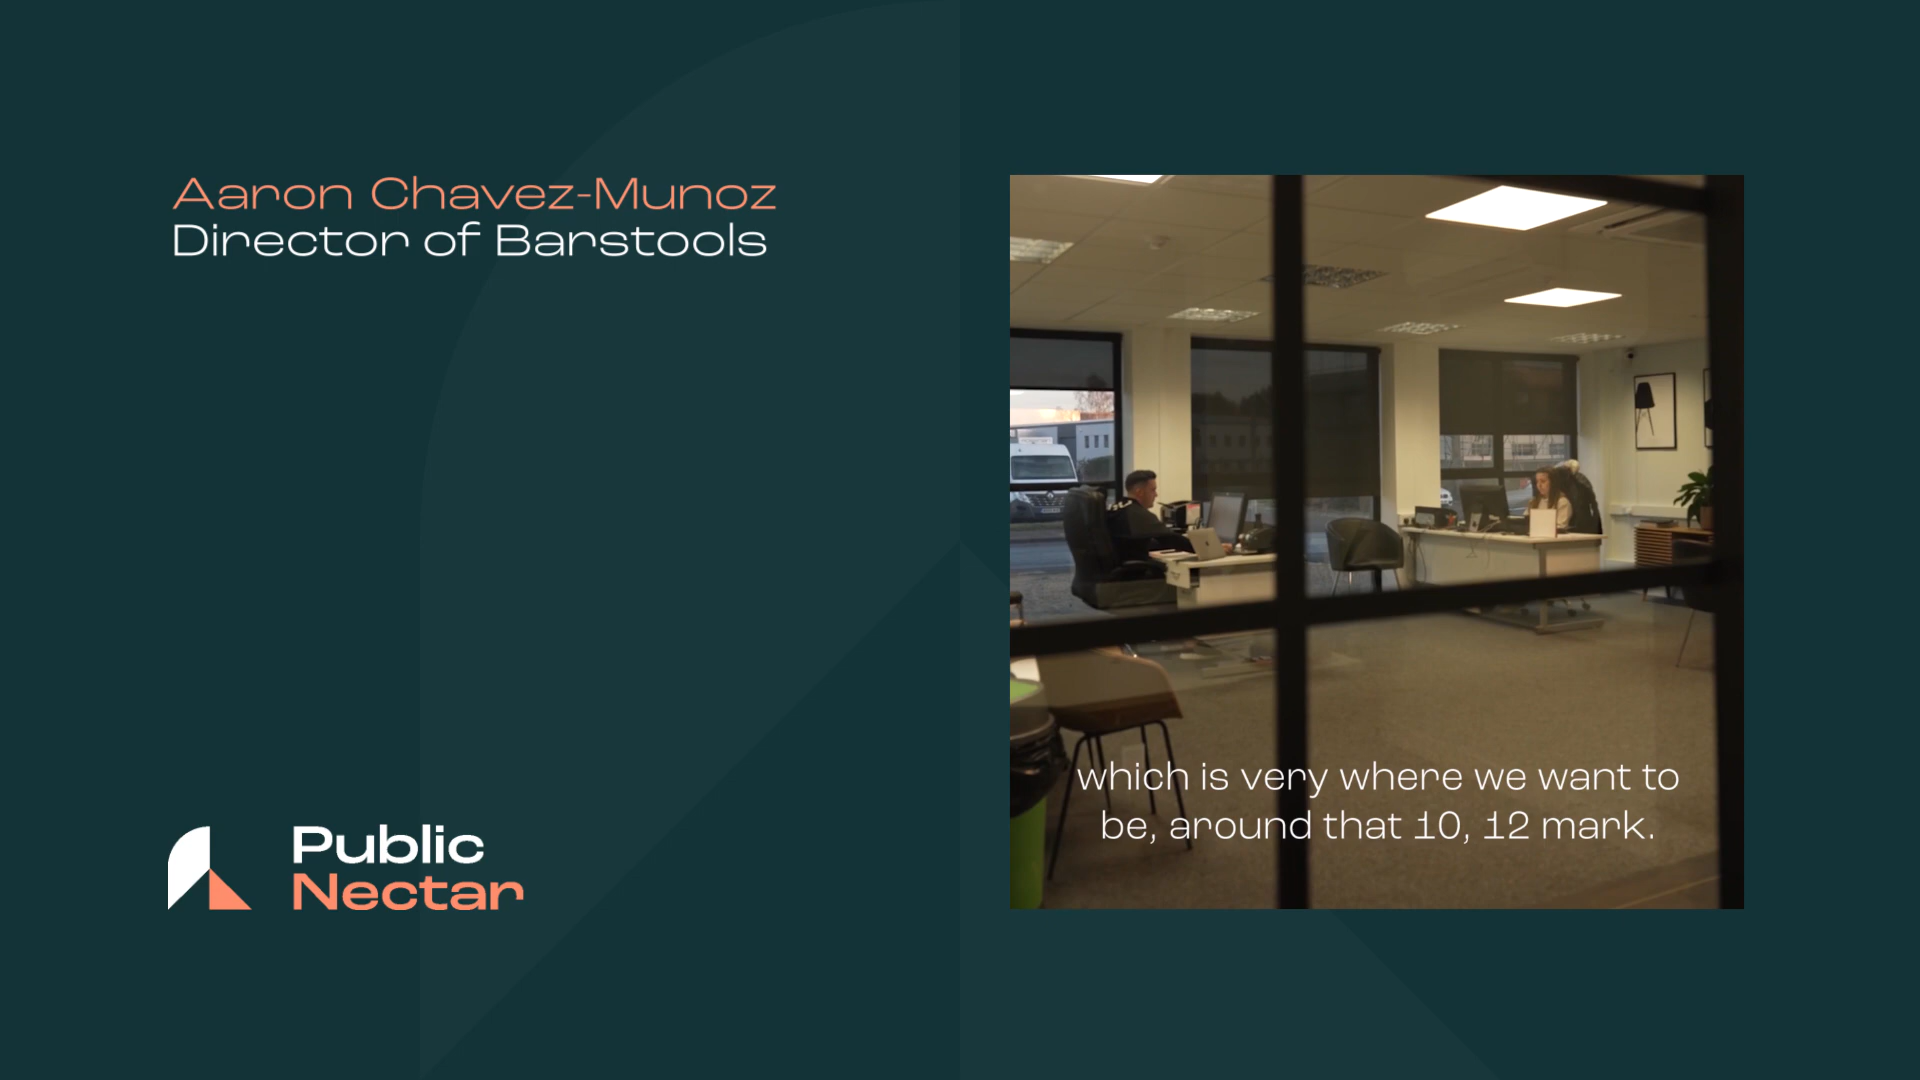 Aaron Chavez-Munoz
Director of Barstools
Public
Nectar
which is very where we want to
be, around that 10, 12 mark.